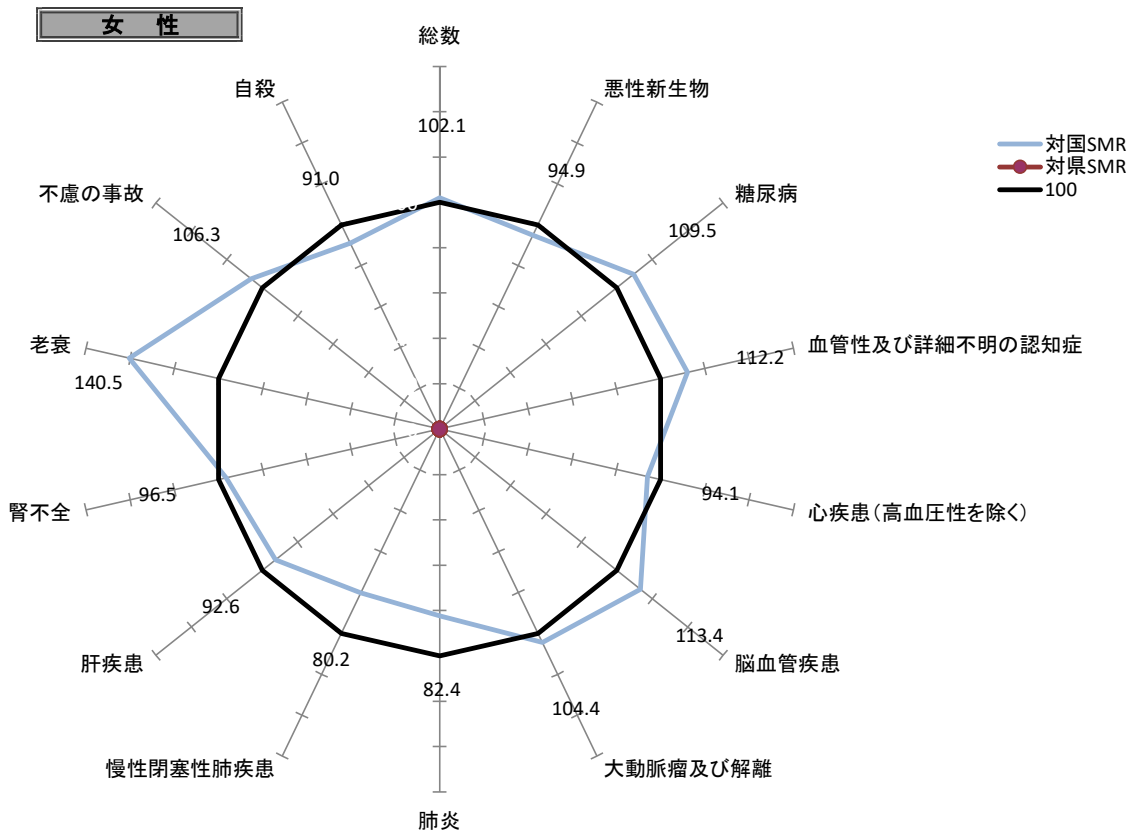 女 性
総数
102.1
悪性新生物
94.9
糖尿病
109.5
血管性及び詳細不明の認知症
112.2
心疾患(高血圧性を除く)
94.1
脳血管疾患
113.4
大動脈瘤及び解離
104.4
肺炎
82.4
慢性閉塞性肺疾患
80.2
肝疾患
92.6
腎不全
96.5
老衰
140.5
不慮の事故
106.3
自殺
91.0
対国SMR
対県SMR
100